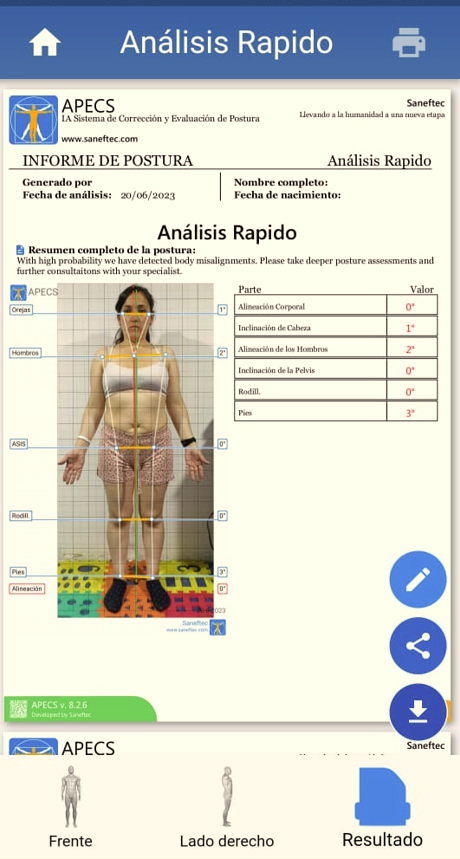 Análisis Rapido
APECS
IA Sistema de Corrección y Evaluación de Postura
www.saneftec.com
Saneftec
Llevando a la humanidad a una nueva etapa
INFORME DE POSTURA
Análisis Rapido
Generado por
Fecha de análisis: 20/06/2023
Nombre completo:
Fecha de nacimiento:
Análisis Rapido
Resumen completo de la postura:
With high probability we have detected body misalignments. Please take deeper posture assessments and
further consultaitons with your specialist.
APECS
Orejas 1°
Hombros 2°
ASIS 0°
Rodill. 0°
Pies 3°
Alineación 0°
Saneftec
www.saneftec.com
Parte Valor
Alineación Corporal 0°
Inclinación de Cabeza 1°
Alineación de los Hombros 2°
Inclinación de la Pelvis 0°
Rodill. 0°
Pies 3°
APECS v. 8.2.6
Developed by Saneftec
APECS
Saneftec
Frente
Lado derecho
Resultado